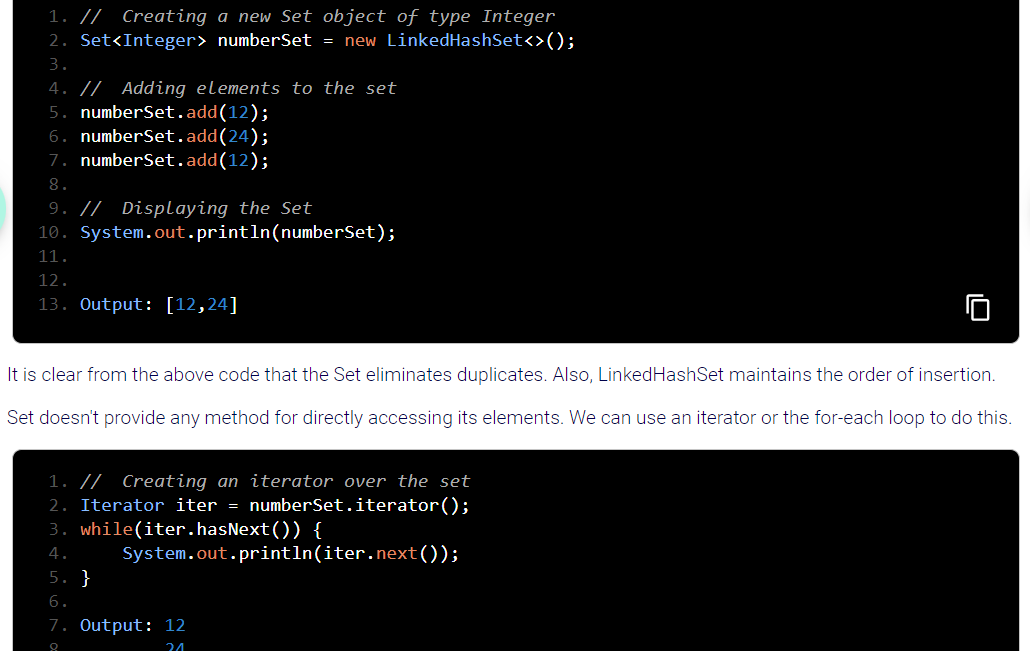 1. // Creating a new Set object of type Integer
2. Set<Integer> numberSet = new LinkedHashSet<>();
3.
4. // Adding elements to the set
5. numberSet.add(12);
6. numberSet.add(24);
7. numberSet.add(12);
8.
9. // Displaying the Set
10. System.out.println(numberSet);
11.
12.
13. Output: [12,24]
It is clear from the above code that the Set eliminates duplicates. Also, LinkedHashSet maintains the order of insertion.
Set doesn't provide any method for directly accessing its elements. We can use an iterator or the for-each loop to do this.
1. // Creating an iterator over the set
2. Iterator iter = numberSet.iterator();
3. while(iter.hasNext()) {
4. System.out.println(iter.next());
5. }
6.
7. Output: 12
8. 24